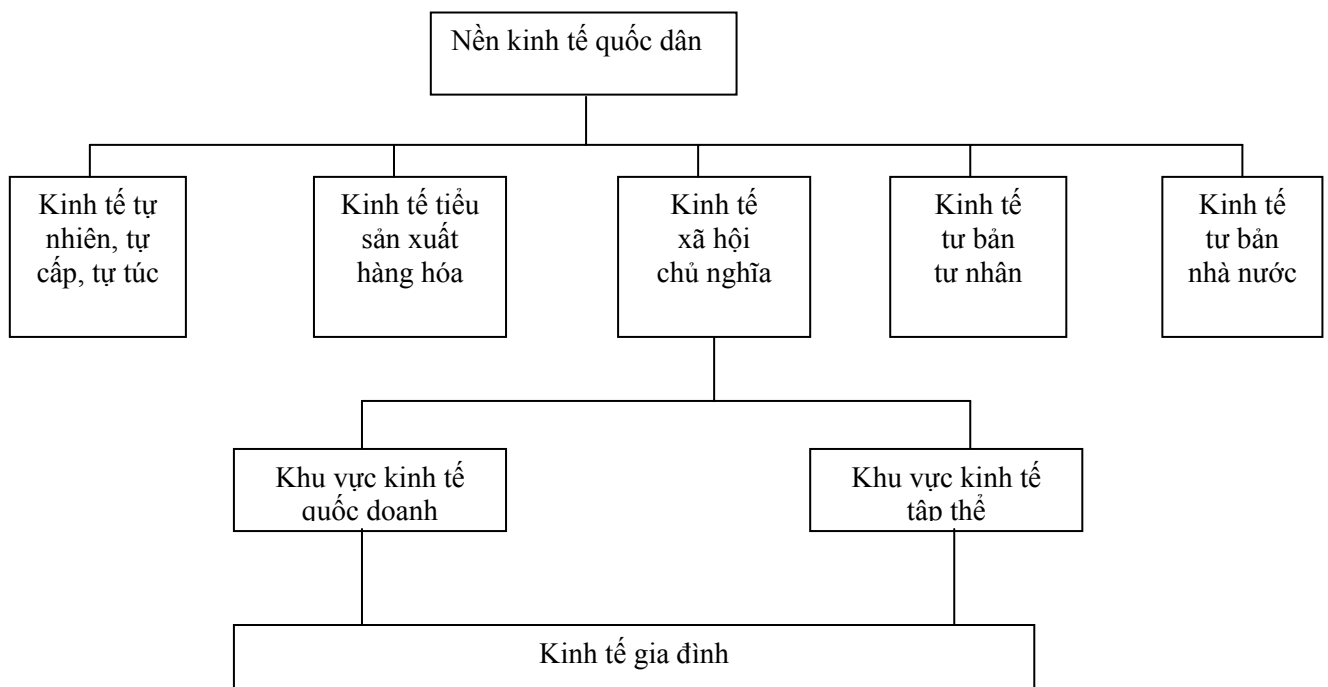 Nền kinh tế quốc dân
Kinh tế tự
nhiên, tự
cấp, tự túc
Kinh tế tiểu
sản xuất
hàng hóa
Kinh tế
xã hội
chủ nghĩa
Kinh tế
tư bản
tư nhân
Kinh tế
tư bản
nhà nước
Khu vực kinh tế
quốc doanh
Khu vực kinh tế
tập thể
Kinh tế gia đình